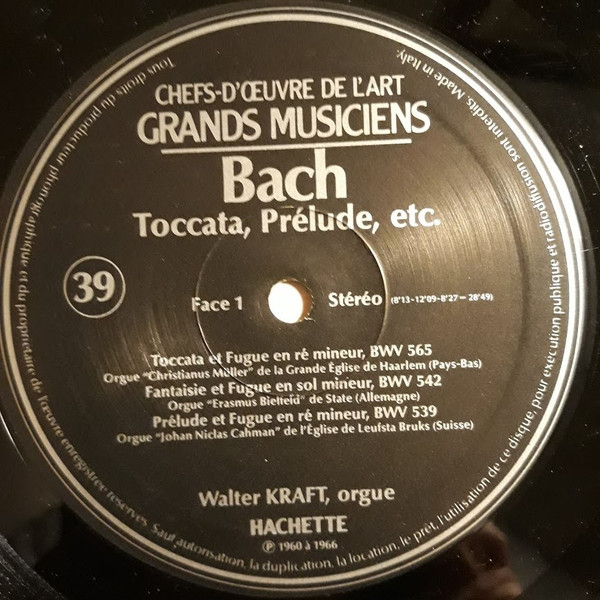 CHEFS-D'ŒUVRE DE L'ART
GRANDS MUSICIENS
Bach
Toccata, Prélude, etc.
39
Face 1
Stéréo (8'13-12'09-8'27 – 28'49)
Toccata et Fugue en ré mineur, BWV 565
Orgue "Christianus Möller" de la Grande Église de Haarlem (Pays-Bas)
Fantaisie et Fugue en sol mineur, BWV 542
Orgue "Erasmus Bielfeld" de State (Allemagne)
Prélude et Fugue en ré mineur, BWV 539
Orgue "Johan Niclas Cahman" de l'Église de Leufsta Bruks (Suisse)
Walter KRAFT, orgue
HACHETTE
Ⓟ 1960 à 1966
Tous droits du producteur phonographique et du propriétaire de l'œuvre enregistrée réservés. Sauf autorisation, la duplication, la location, le prêt, l'utilisation de ce disque, pour exécution publique et radiodiffusion sont interdits. Made in Italy.